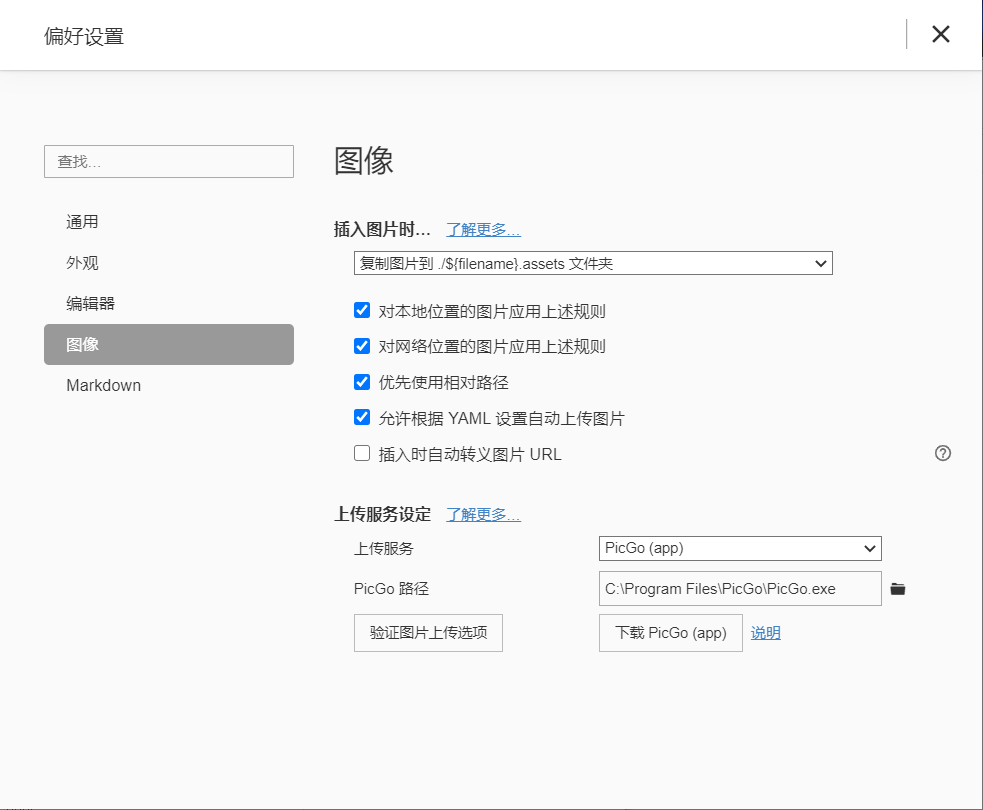 偏好设置
查找...
通用
外观
编辑器
图像
Markdown
图像
插入图片时... 了解更多...
复制图片到 ./${filename}.assets 文件夹
对本地位置的图片应用上述规则
对网络位置的图片应用上述规则
优先使用相对路径
允许根据 YAML 设置自动上传图片
插入时自动转义图片 URL
上传服务设定 了解更多...
上传服务 PicGo (app)
PicGo 路径 C:\Program Files\PicGo\PicGo.exe
验证图片上传选项 下载 PicGo (app) 说明